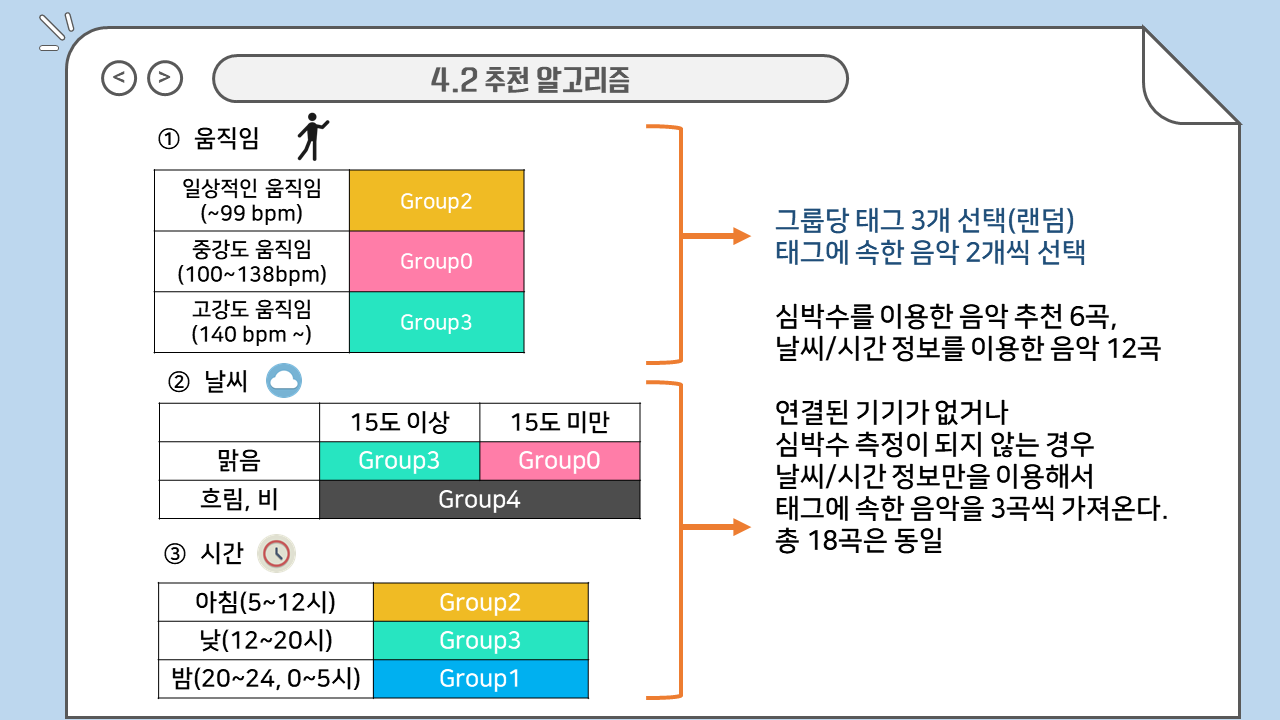 < > 4.2 추천 알고리즘
① 움직임
일상적인 움직임
(~99 bpm)
Group2
중강도 움직임
(100~138bpm)
Group0
고강도 움직임
(140 bpm ~)
Group3
② 날씨
15도 이상 15도 미만
맑음 Group3 Group0
흐림, 비 Group4
③ 시간
아침(5~12시) Group2
낮(12~20시) Group3
밤(20~24, 0~5시) Group1
그룹당 태그 3개 선택(랜덤)
태그에 속한 음악 2개씩 선택
심박수를 이용한 음악 추천 6곡,
날씨/시간 정보를 이용한 음악 12곡
연결된 기기가 없거나
심박수 측정이 되지 않는 경우
날씨/시간 정보만을 이용해서
태그에 속한 음악을 3곡씩 가져온다.
총 18곡은 동일